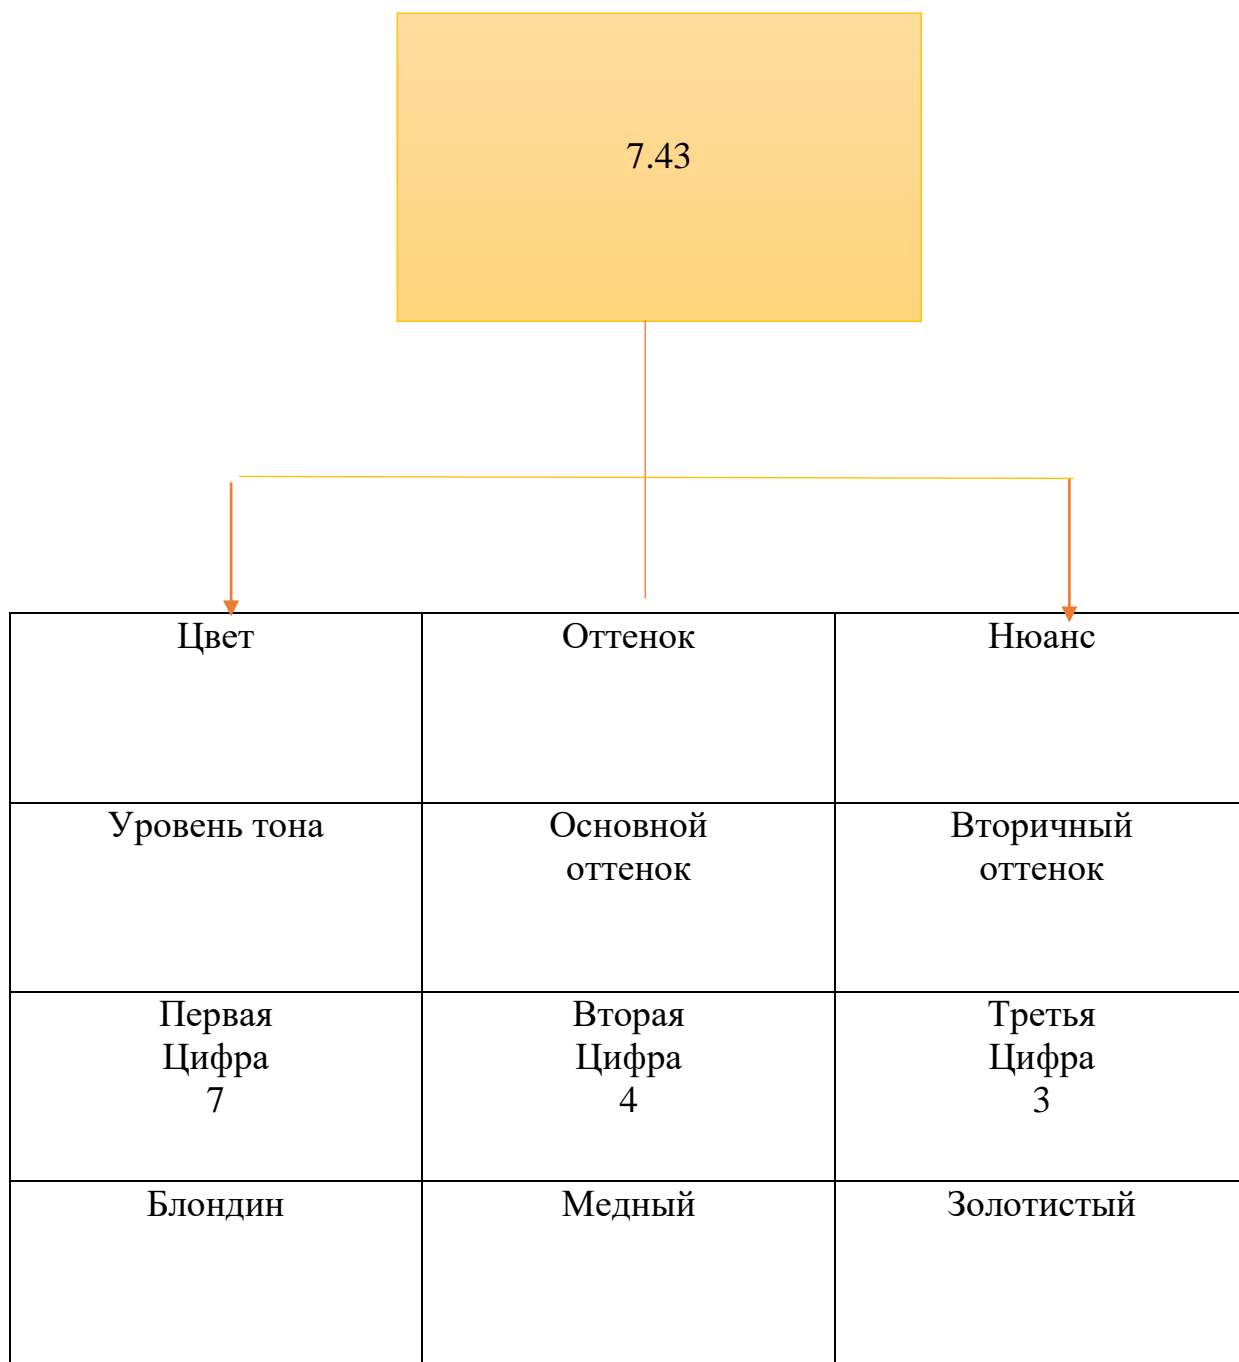 7.43
Цвет
Оттенок
Нюанс
Уровень тона
Основной
оттенок
Вторичный
оттенок
Первая
Цифра
7
Вторая
Цифра
4
Третья
Цифра
3
Блондин
Медный
Золотистый